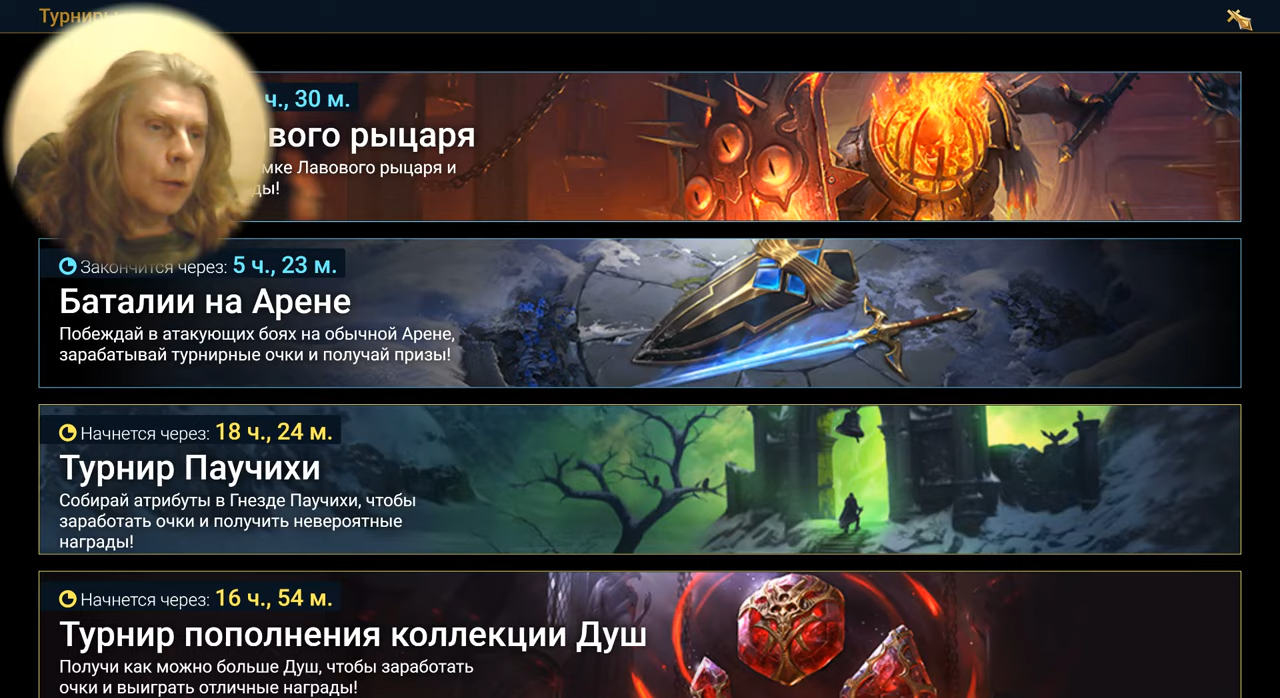 Турниры
ч., 30 м.
вого рыцаря
мке Лавового рыцаря и
ды!
Закончится через: 5 ч., 23 м.
Баталии на Арене
Побеждай в атакующих боях на обычной Арене,
зарабатывай турнирные очки и получай призы!
Начнется через: 18 ч., 24 м.
Турнир Паучихи
Собирай атрибуты в Гнезде Паучихи, чтобы
заработать очки и получить невероятные
награды!
Начнется через: 16 ч., 54 м.
Турнир пополнения коллекции Душ
Получи как можно больше Душ, чтобы заработать
очки и выиграть отличные награды!